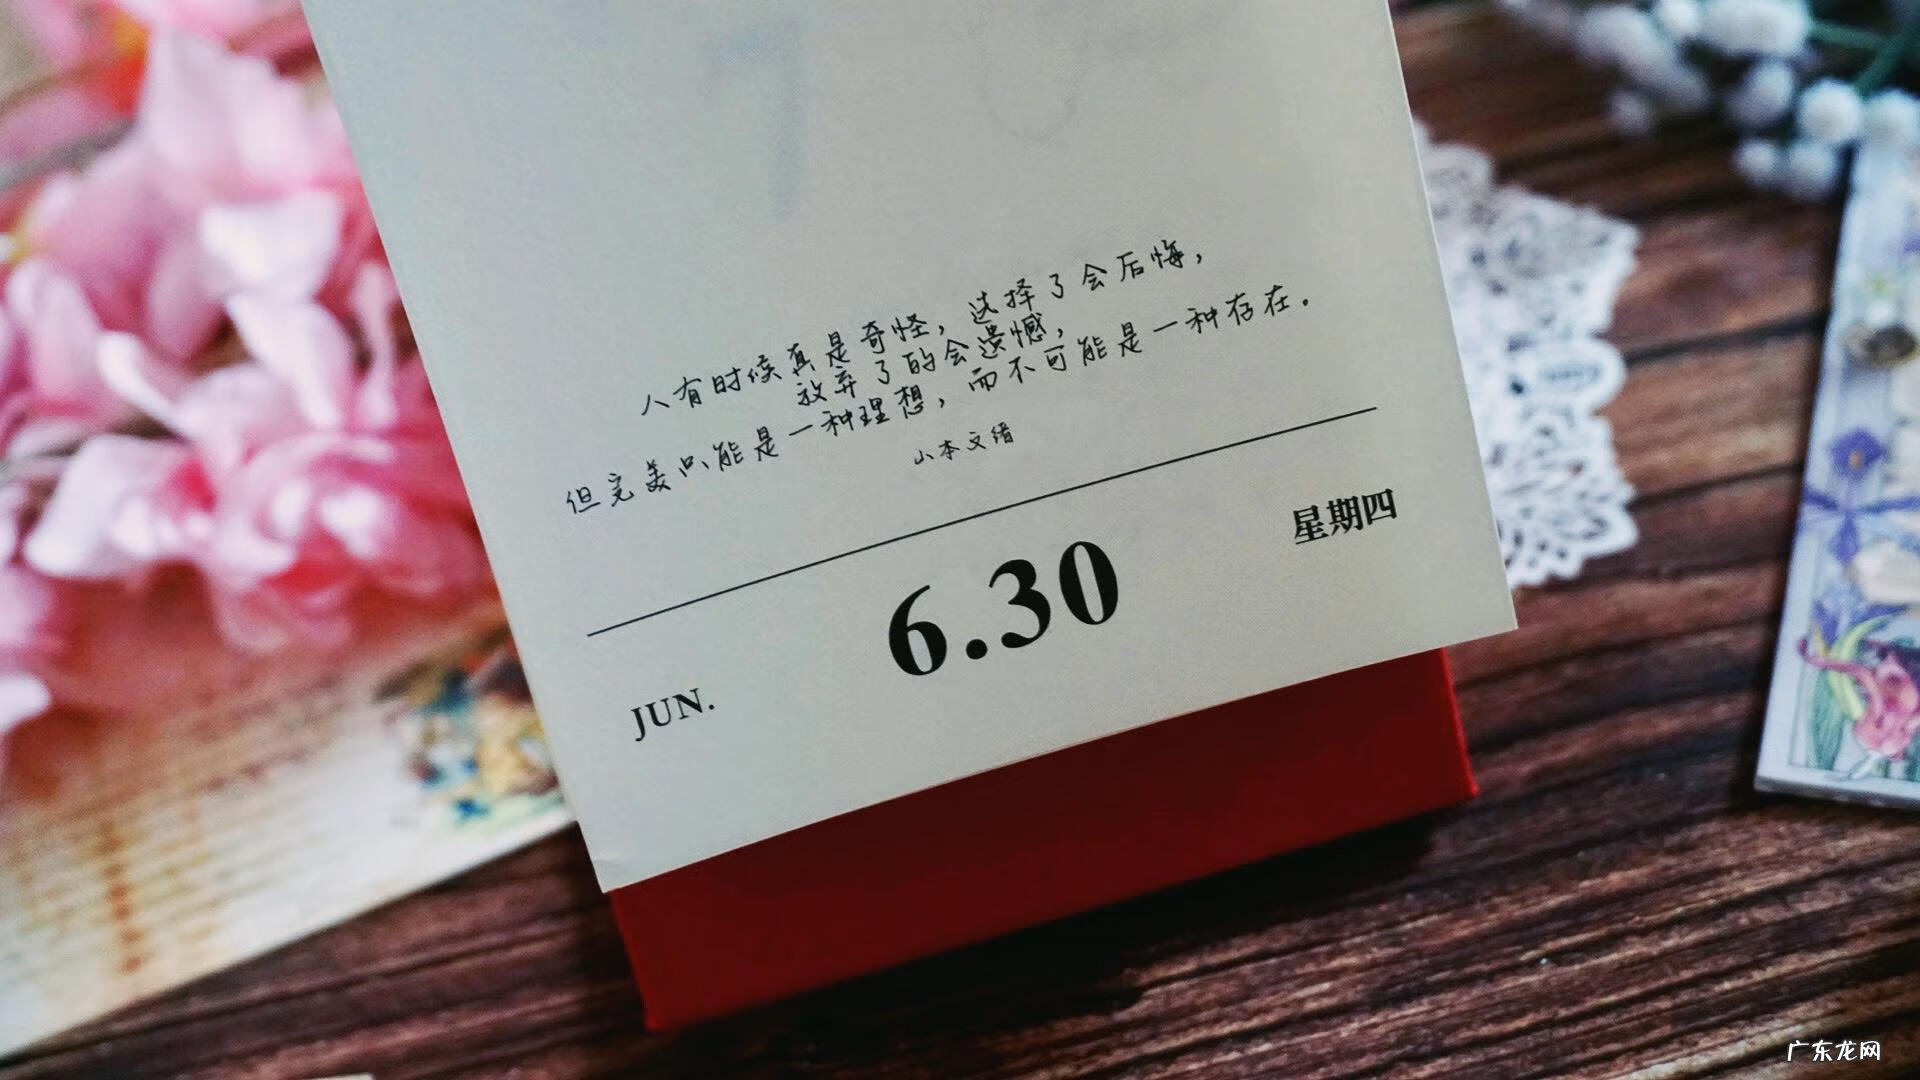 人有时候真是奇怪，选择了会后悔，
放弃了的会遗憾，
但完美只能是一种理想，而不可能是一种存在。
山本文绪
星期四
6.30
JUN.
广东龙网